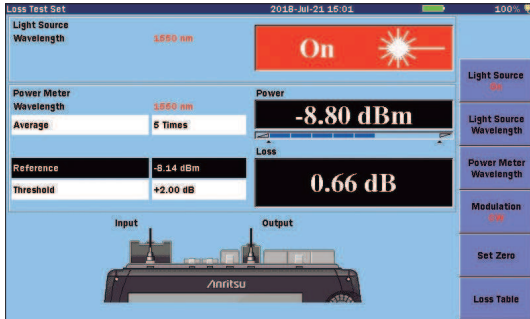 Loss Test Set 2018-Jul-21 15:01 100%
Light Source
Wavelength 1550 nm
On
Power Meter
Wavelength 1550 nm
Average 5 Times
Power
-8.80 dBm
Reference -8.14 dBm
Threshold +2.00 dB
Loss
0.66 dB
Input Output
Anritsu
Light Source
Light Source
Wavelength
Power Meter
Wavelength
Modulation
Set Zero
Loss Table